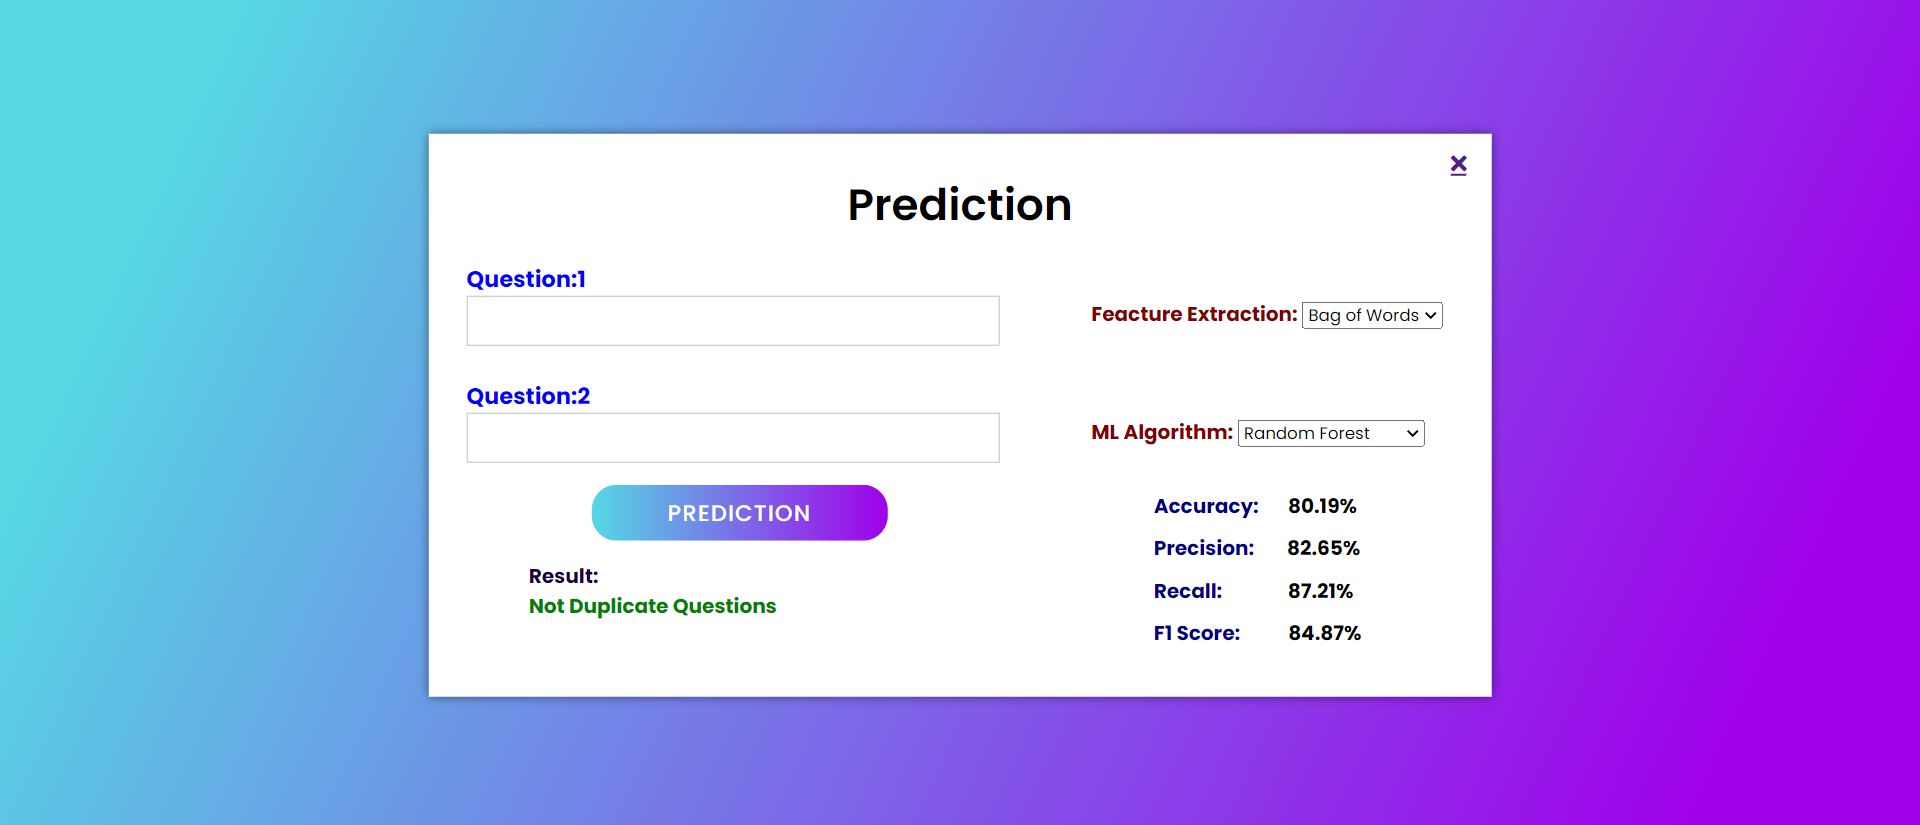 ×
Prediction
Question:1
Feacture Extraction: Bag of Words
Question:2
ML Algorithm: Random Forest
PREDICTION
Result:
Not Duplicate Questions
Accuracy: 80.19%
Precision: 82.65%
Recall: 87.21%
F1 Score: 84.87%